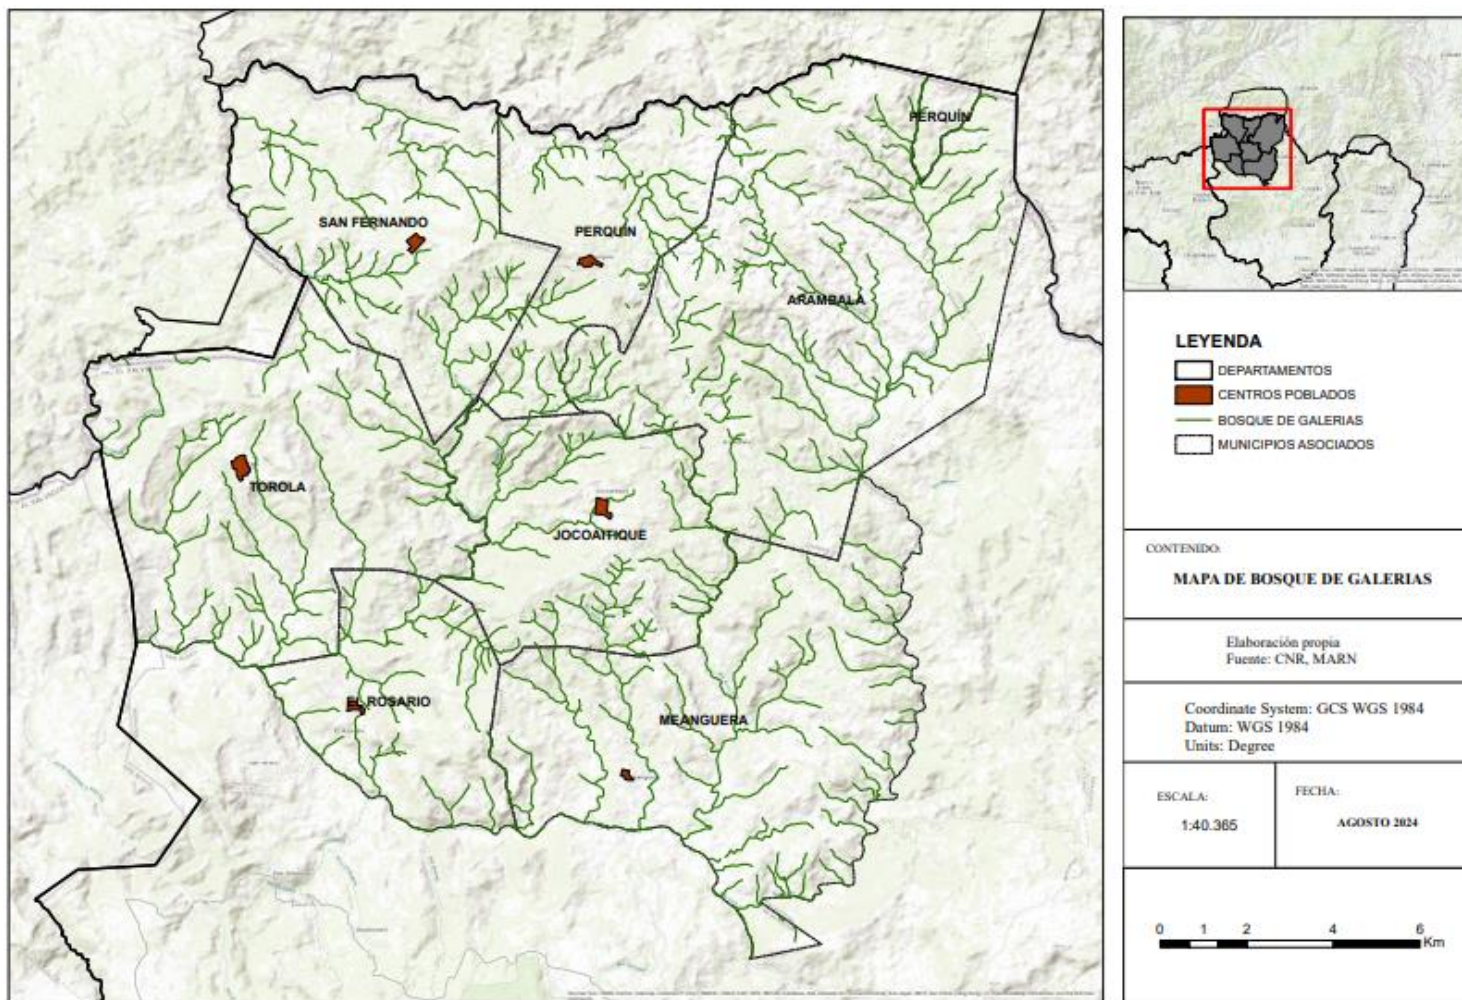 PERQUÍN
SAN FERNANDO
PERQUÍN
ARAMBALA
TOROLA
JOCOAITIQUE
EL ROSARIO
MEANGUERA
LEYENDA
DEPARTAMENTOS
CENTROS POBLADOS
BOSQUE DE GALERIAS
MUNICIPIOS ASOCIADOS
CONTENIDO:
MAPA DE BOSQUE DE GALERIAS
Elaboración propia
Fuente: CNR, MARN
Coordinate System: GCS WGS 1984
Datum: WGS 1984
Units: Degree
ESCALA:
1:40.365
FECHA:
AGOSTO 2024
0 1 2 4 6
Km